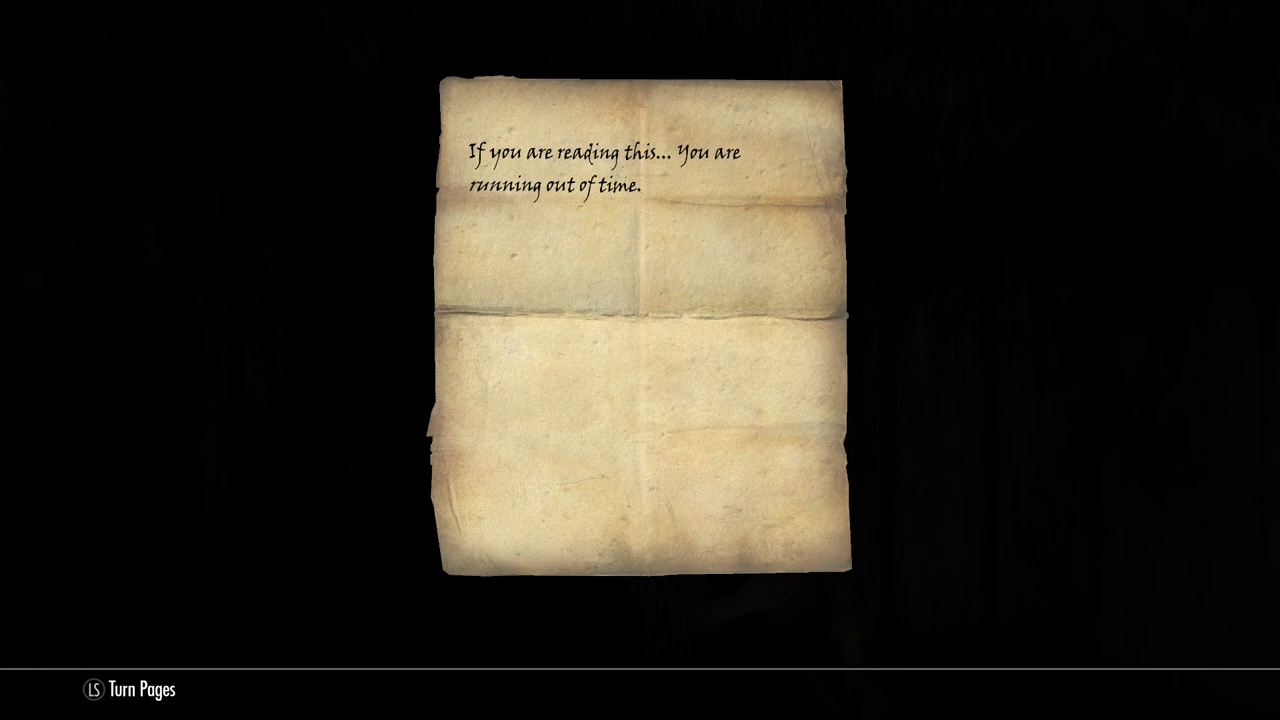 If you are reading this... You are
running out of time.
LS Turn Pages